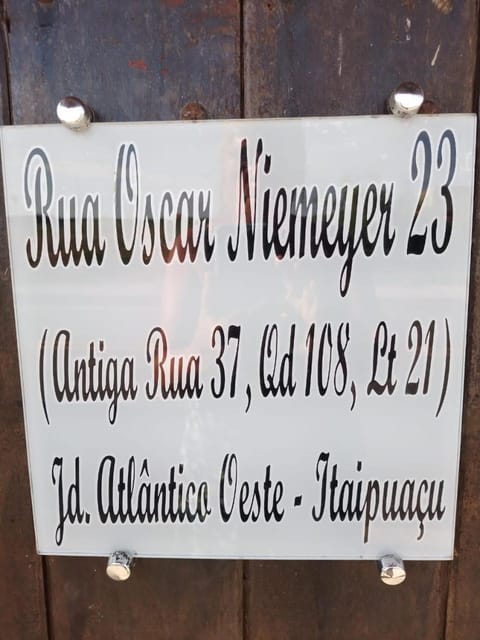 Rua Oscar Niemeyer 23
(Antiga Rua 37, Qd 108, Lt 21)
Jd. Atlântico Oeste - Itaipuaçu